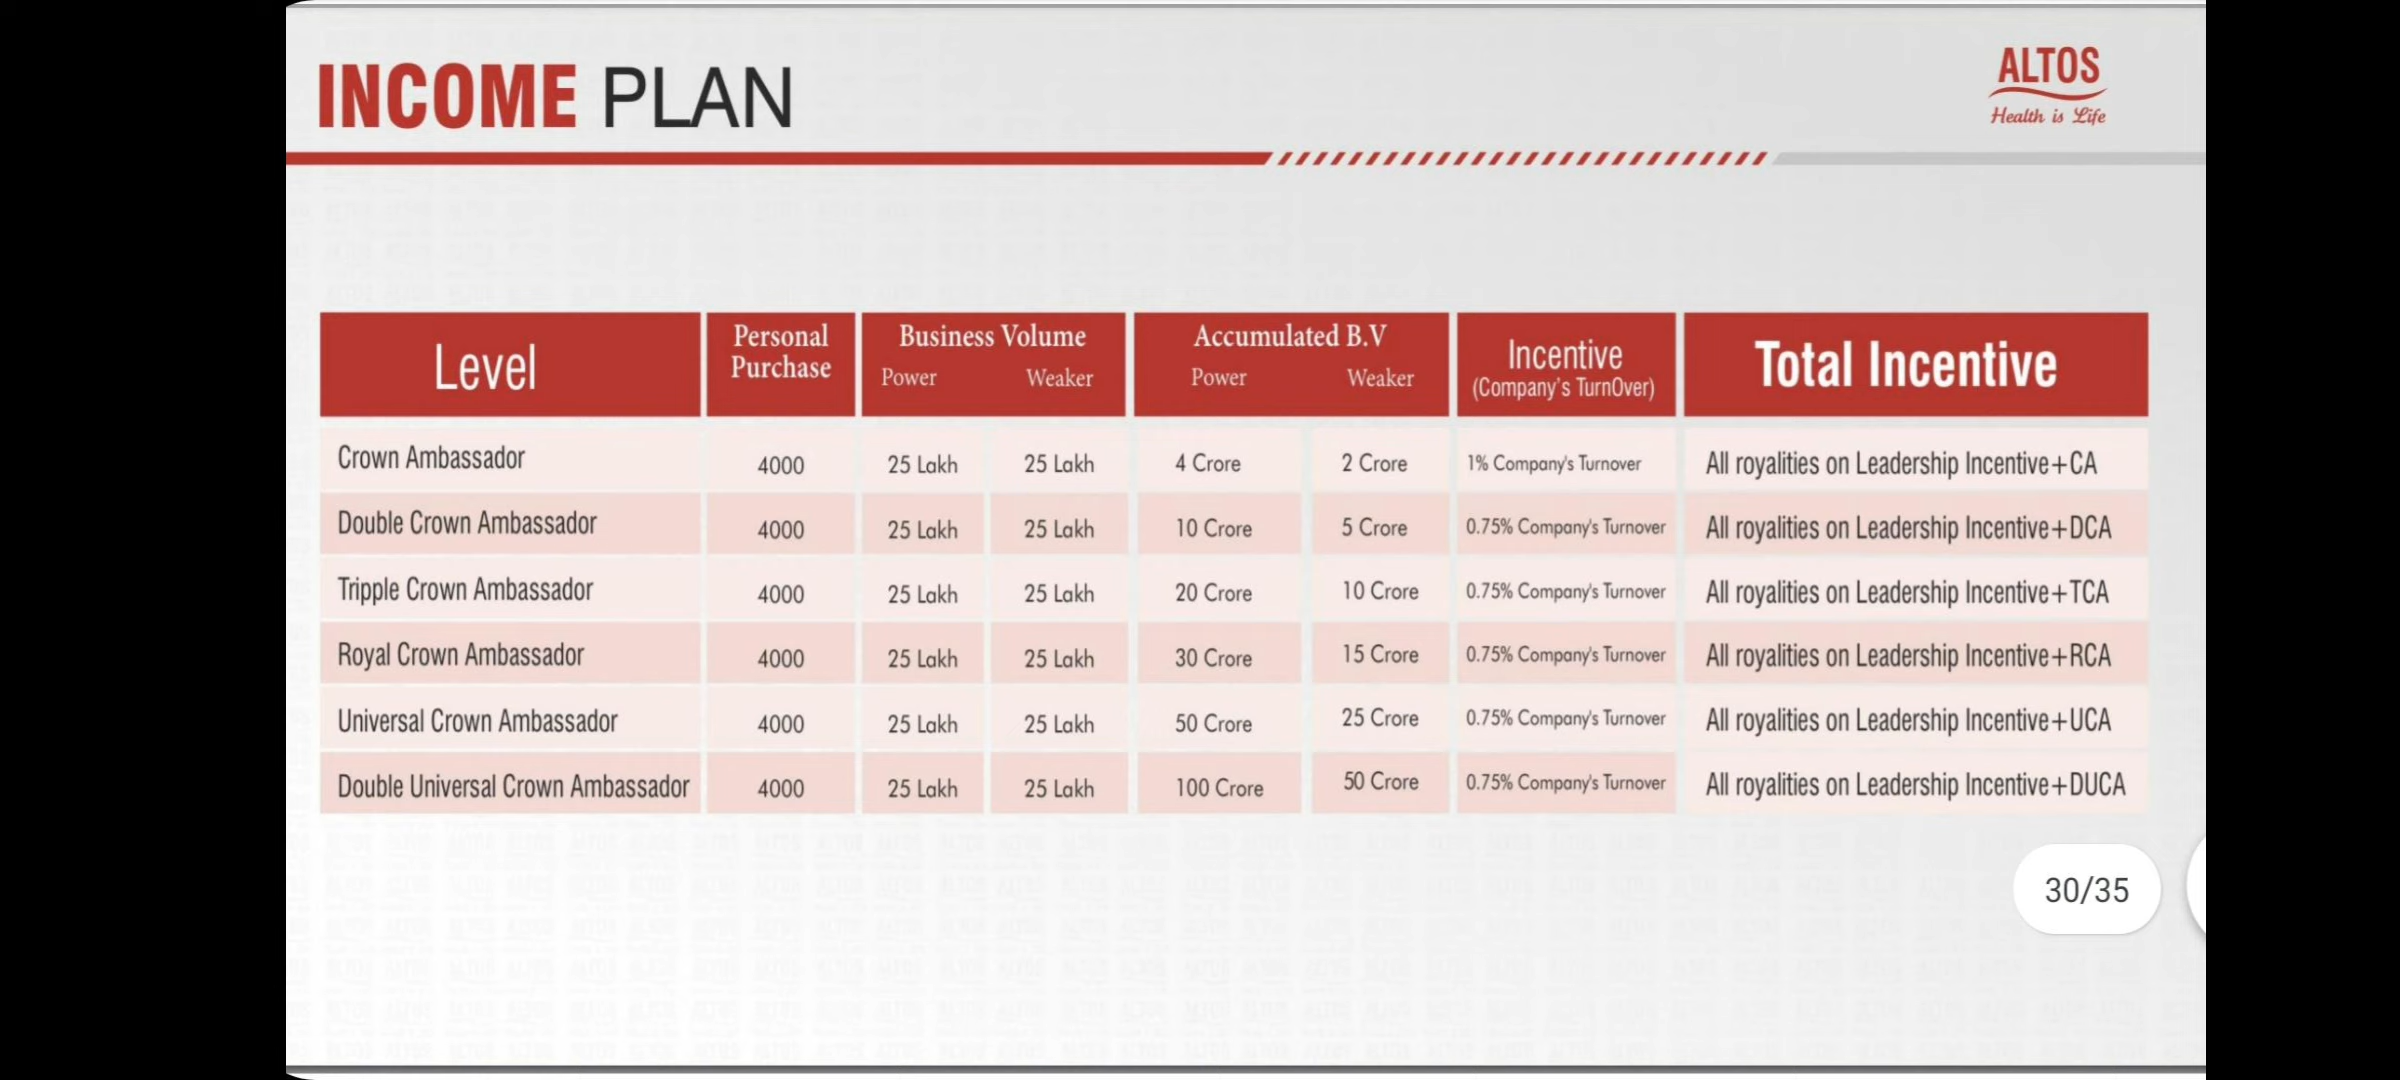 INCOME PLAN
ALTOS
Health is Life
Level Personal Purchase Business Volume Power Weaker Accumulated B.V Power Weaker Incentive (Company's TurnOver) Total Incentive
Crown Ambassador 4000 25 Lakh 25 Lakh 4 Crore 2 Crore 1% Company's Turnover All royalities on Leadership Incentive+CA
Double Crown Ambassador 4000 25 Lakh 25 Lakh 10 Crore 5 Crore 0.75% Company's Turnover All royalities on Leadership Incentive+DCA
Tripple Crown Ambassador 4000 25 Lakh 25 Lakh 20 Crore 10 Crore 0.75% Company's Turnover All royalities on Leadership Incentive+TCA
Royal Crown Ambassador 4000 25 Lakh 25 Lakh 30 Crore 15 Crore 0.75% Company's Turnover All royalities on Leadership Incentive+RCA
Universal Crown Ambassador 4000 25 Lakh 25 Lakh 50 Crore 25 Crore 0.75% Company's Turnover All royalities on Leadership Incentive+UCA
Double Universal Crown Ambassador 4000 25 Lakh 25 Lakh 100 Crore 50 Crore 0.75% Company's Turnover All royalities on Leadership Incentive+DUCA
30/35